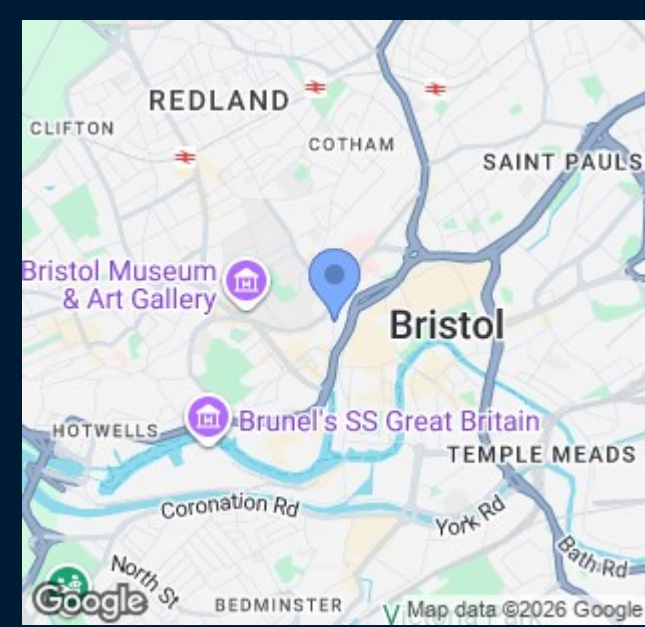 REDLAND
CLIFTON
COTHAM
SAINT PAULS
Bristol Museum
& Art Gallery
Bristol
Brunel's SS Great Britain
HOTWELLS
TEMPLE MEADS
Coronation Rd
York Rd
Bath Rd
North St
BEDMINSTER
Google
Map data ©2026 Google